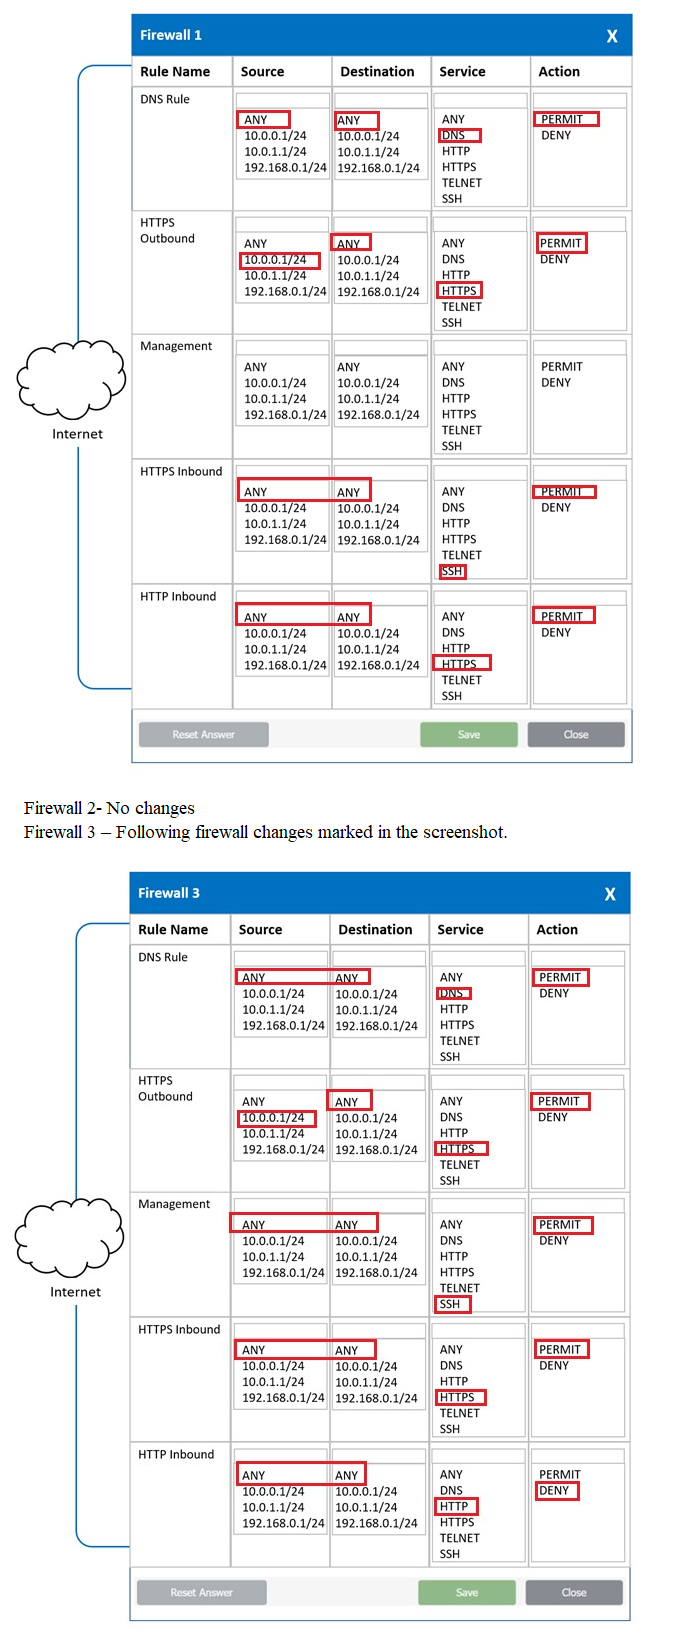 Firewall 1 X
Rule Name Source Destination Service Action
DNS Rule
ANY ANY ANY PERMIT
10.0.0.1/24 10.0.0.1/24 DNS DENY
10.0.1.1/24 10.0.1.1/24 HTTP
192.168.0.1/24 192.168.0.1/24 HTTPS
TELNET
SSH
HTTPS
Outbound
ANY ANY ANY PERMIT
10.0.0.1/24 10.0.0.1/24 DNS DENY
10.0.1.1/24 10.0.1.1/24 HTTP
192.168.0.1/24 192.168.0.1/24 HTTPS
TELNET
SSH
Management
ANY ANY ANY PERMIT
10.0.0.1/24 10.0.0.1/24 DNS DENY
10.0.1.1/24 10.0.1.1/24 HTTP
192.168.0.1/24 192.168.0.1/24 HTTPS
TELNET
SSH
Internet
HTTPS Inbound
ANY ANY ANY PERMIT
10.0.0.1/24 10.0.0.1/24 DNS DENY
10.0.1.1/24 10.0.1.1/24 HTTP
192.168.0.1/24 192.168.0.1/24 HTTPS
TELNET
SSH
HTTP Inbound
ANY ANY ANY PERMIT
10.0.0.1/24 10.0.0.1/24 DNS DENY
10.0.1.1/24 10.0.1.1/24 HTTP
192.168.0.1/24 192.168.0.1/24 HTTPS
TELNET
SSH
Reset Answer Save Close
Firewall 2- No changes
Firewall 3 – Following firewall changes marked in the screenshot.
Firewall 3 X
Rule Name Source Destination Service Action
DNS Rule
ANY ANY ANY PERMIT
10.0.0.1/24 10.0.0.1/24 DNS DENY
10.0.1.1/24 10.0.1.1/24 HTTP
192.168.0.1/24 192.168.0.1/24 HTTPS
TELNET
SSH
HTTPS
Outbound
ANY ANY ANY PERMIT
10.0.0.1/24 10.0.0.1/24 DNS DENY
10.0.1.1/24 10.0.1.1/24 HTTP
192.168.0.1/24 192.168.0.1/24 HTTPS
TELNET
SSH
Management
ANY ANY ANY PERMIT
10.0.0.1/24 10.0.0.1/24 DNS DENY
10.0.1.1/24 10.0.1.1/24 HTTP
192.168.0.1/24 192.168.0.1/24 HTTPS
TELNET
SSH
Internet
HTTPS Inbound
ANY ANY ANY PERMIT
10.0.0.1/24 10.0.0.1/24 DNS DENY
10.0.1.1/24 10.0.1.1/24 HTTP
192.168.0.1/24 192.168.0.1/24 HTTPS
TELNET
SSH
HTTP Inbound
ANY ANY ANY PERMIT
10.0.0.1/24 10.0.0.1/24 DNS DENY
10.0.1.1/24 10.0.1.1/24 HTTP
192.168.0.1/24 192.168.0.1/24 HTTPS
TELNET
SSH
Reset Answer Save Close